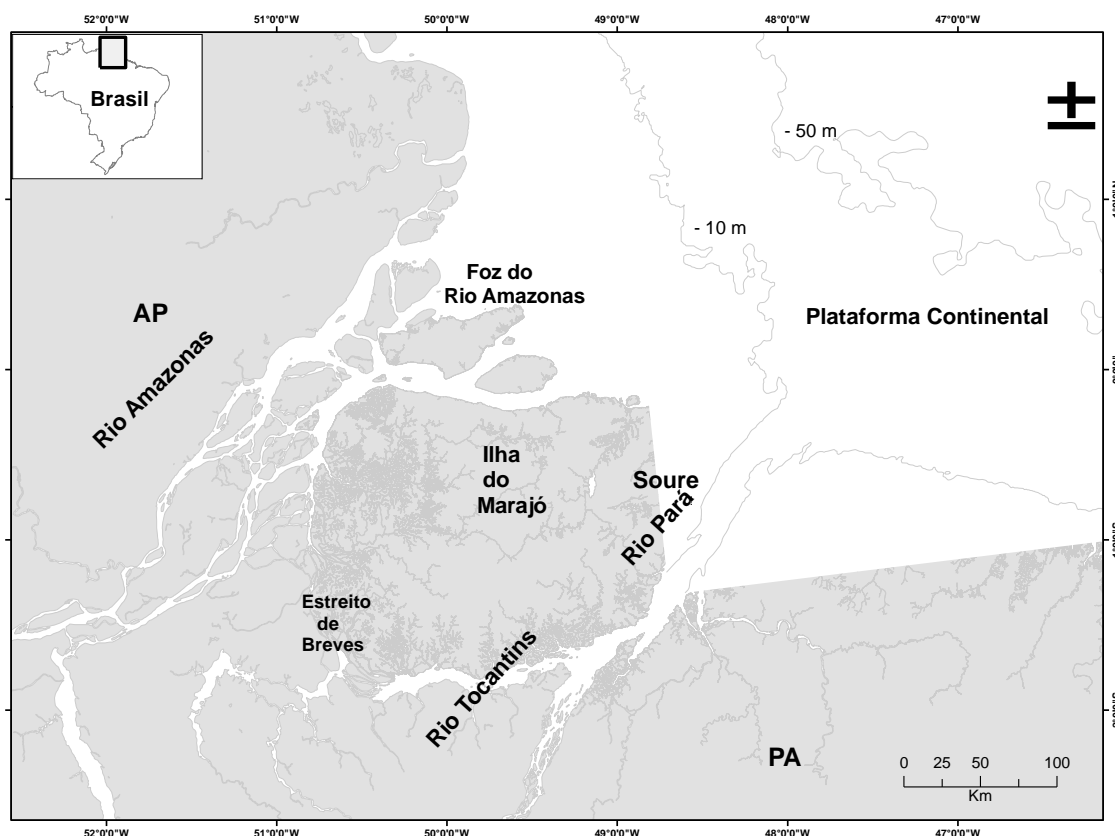 52°0'0"W
51°0'0"W
50°0'0"W
49°0'0"W
48°0'0"W
47°0'0"W
Brasil
- 50 m
- 10 m
Foz do
Rio Amazonas
AP
Plataforma Continental
Rio Amazonas
Ilha
do
Marajó
Soure
Rio Pará
Estreito
de
Breves
Rio Tocantins
PA
0 25 50 100
Km
52°0'0"W
51°0'0"W
50°0'0"W
49°0'0"W
48°0'0"W
47°0'0"W